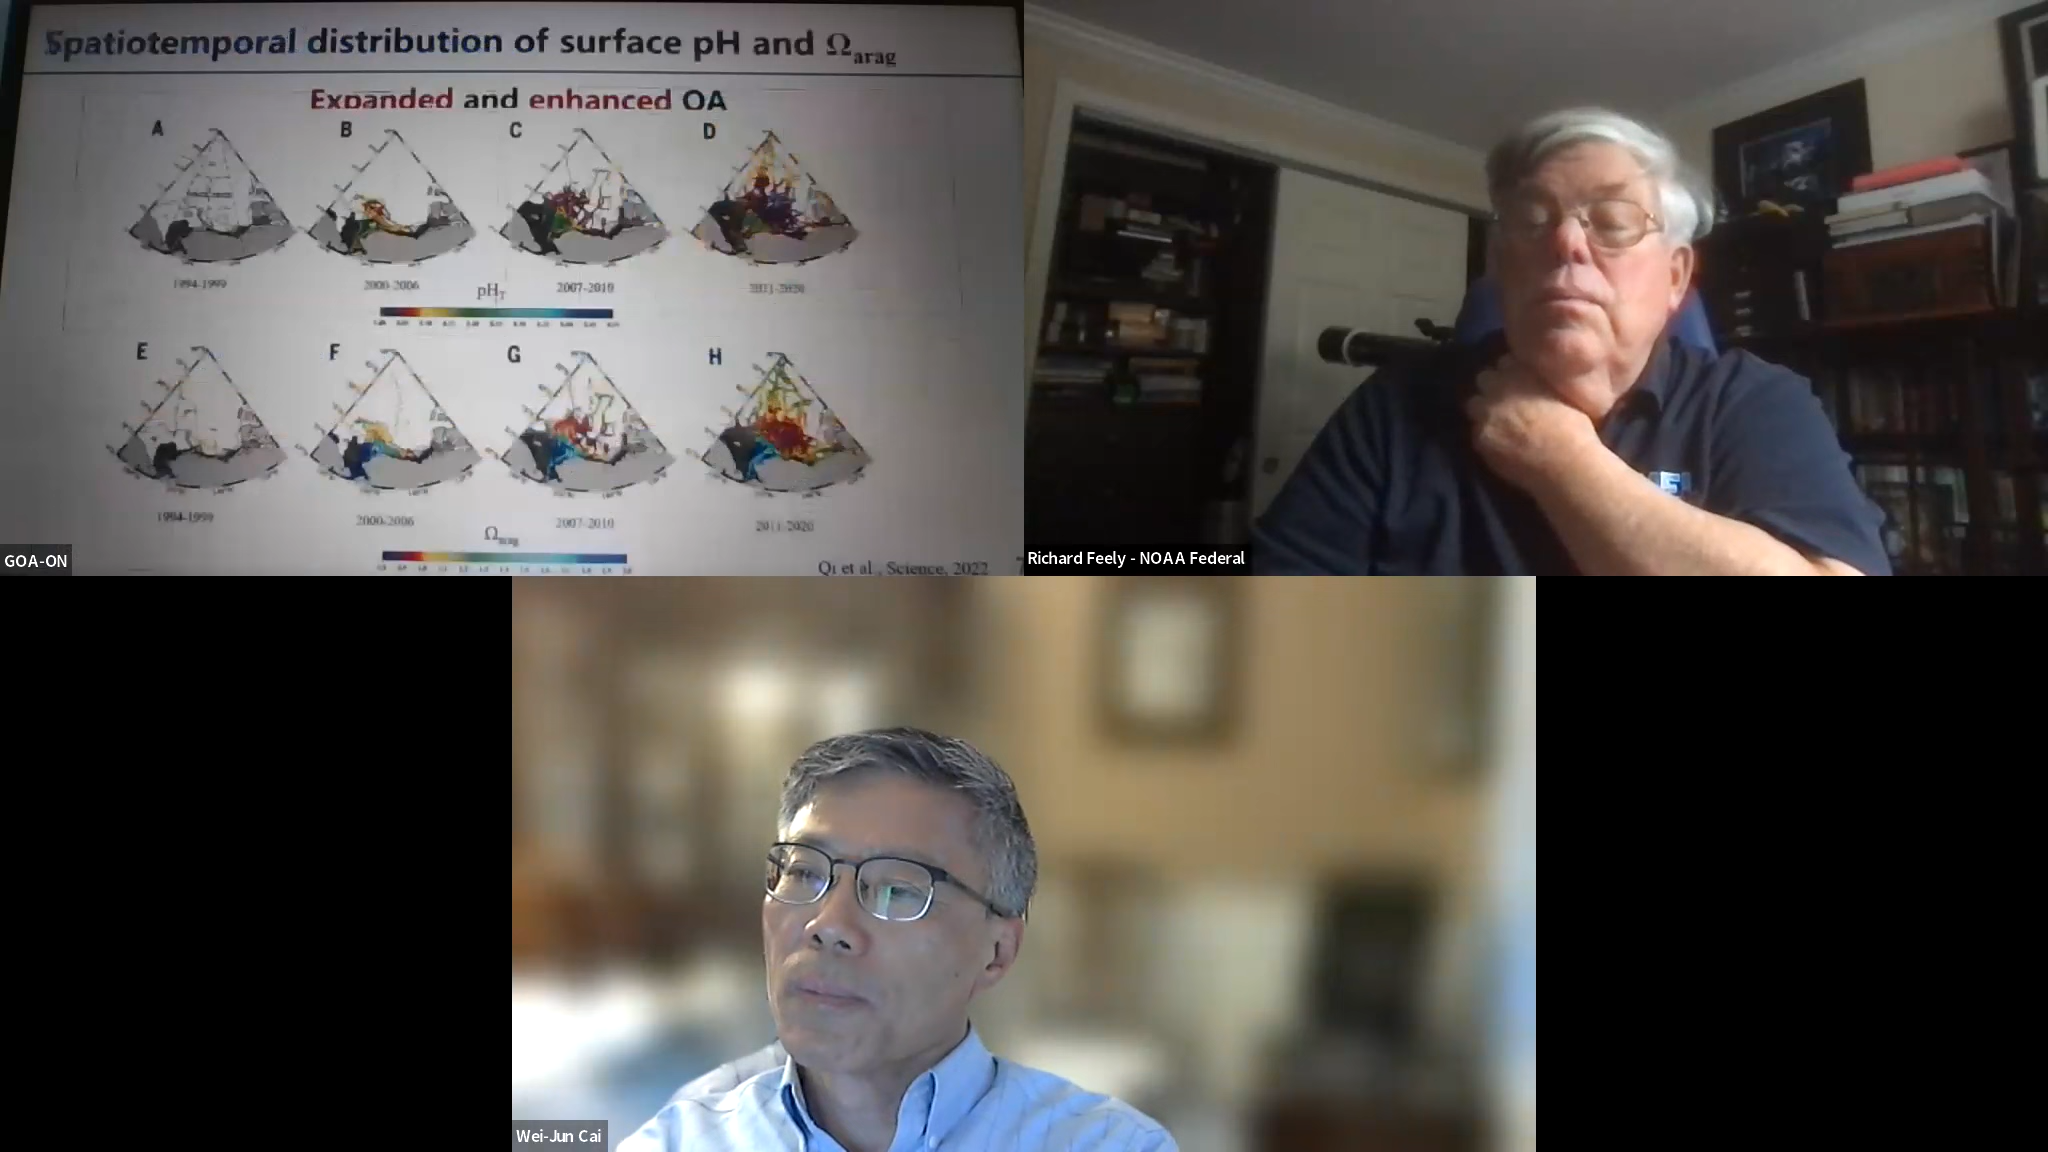 Spatiotemporal distribution of surface pH and Ωarag
Expanded and enhanced OA
A B C D
1994-1999 2000-2006 2007-2010 2011-2020
pHT
E F G H
1994-1999 2000-2006 2007-2010 2011-2020
Ωarag
Qi et al., Science, 2022 7
GOA-ON
Richard Feely - NOAA Federal
Wei-Jun Cai